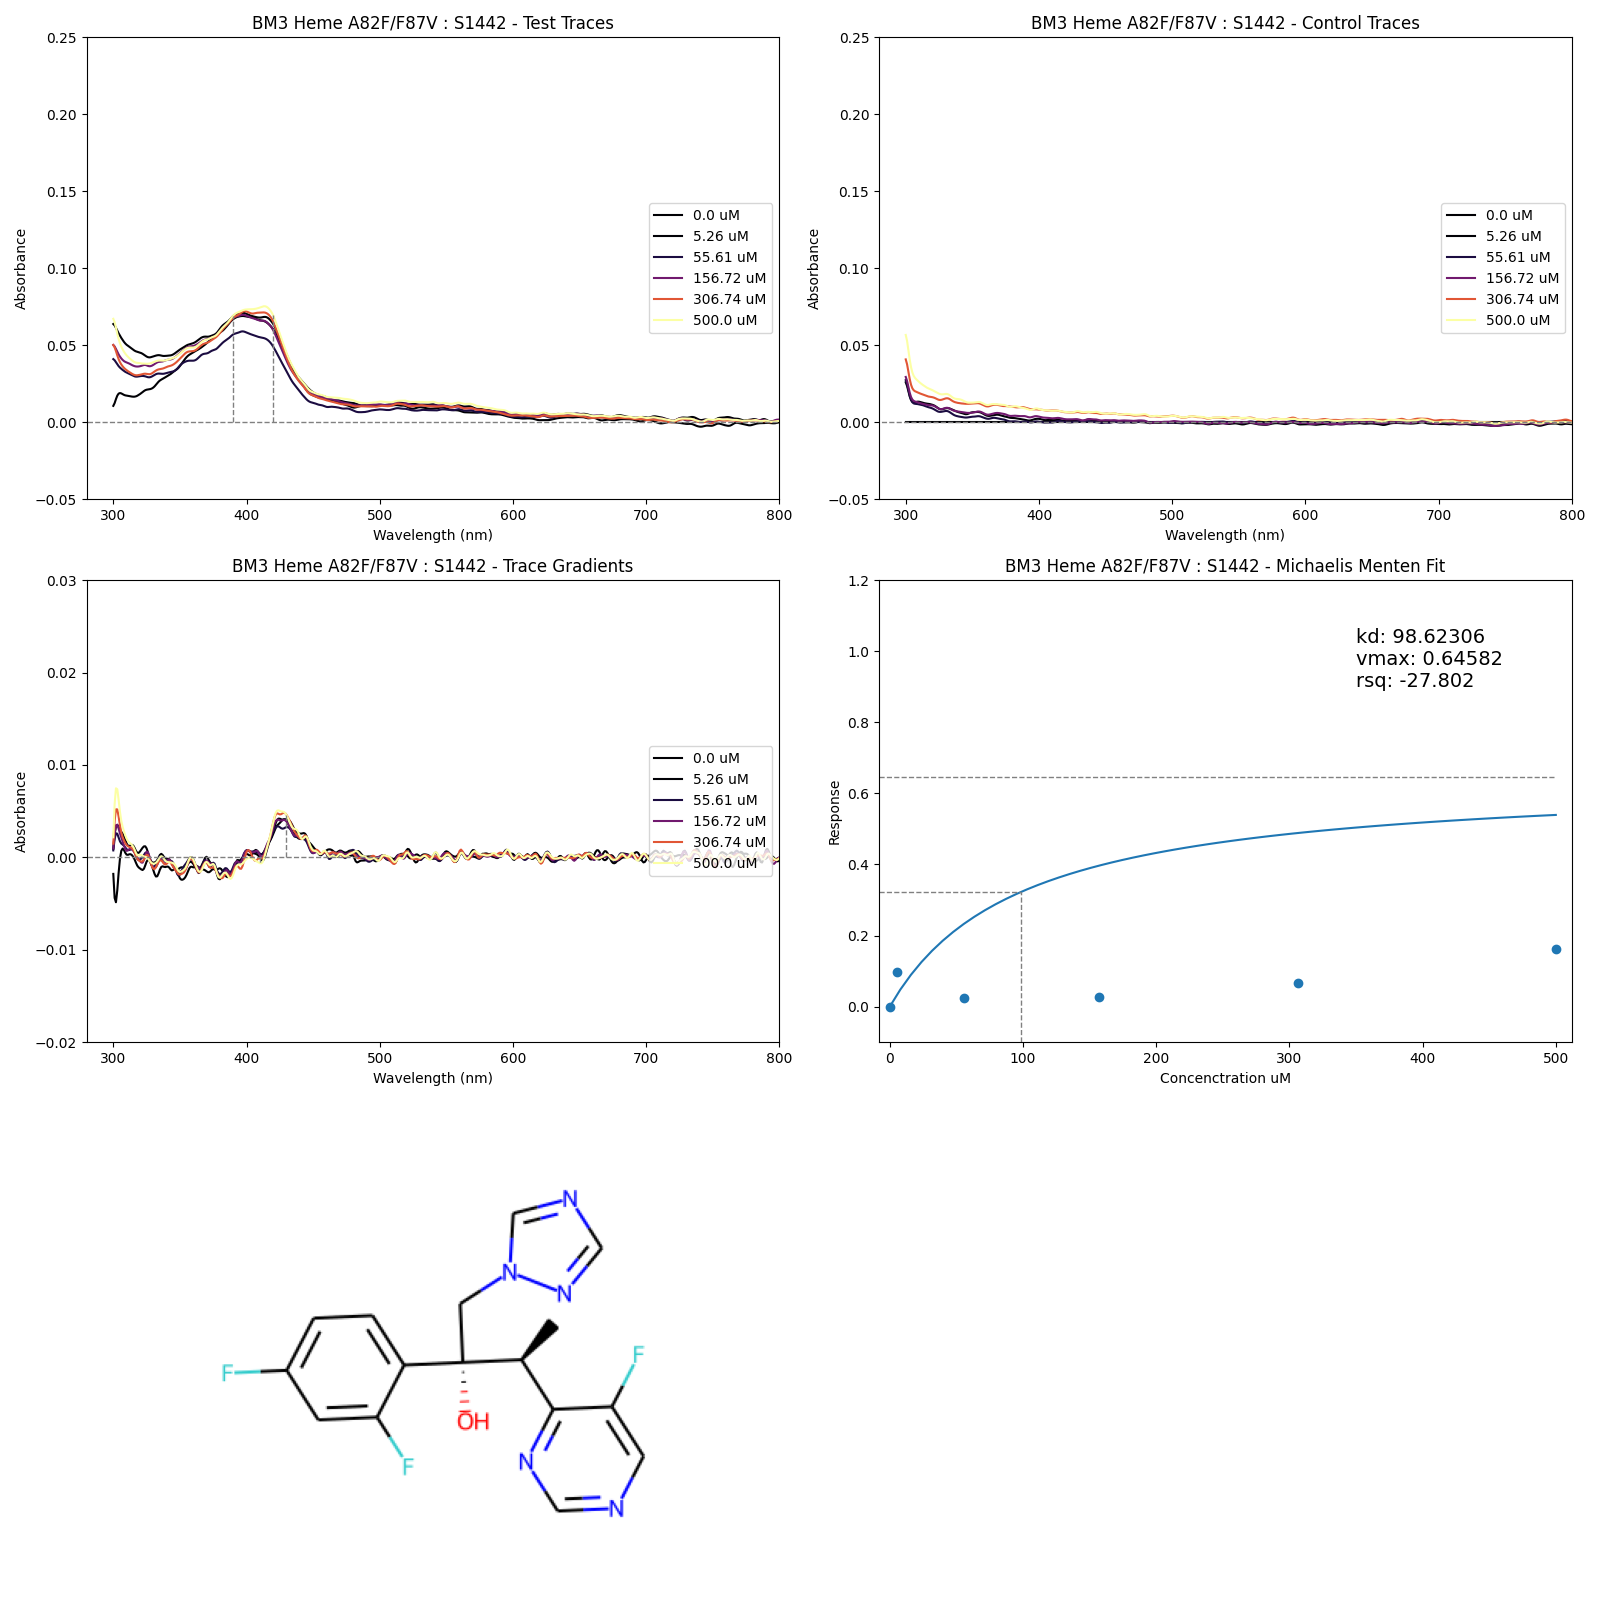 BM3 Heme A82F/F87V : S1442 - Test Traces
0.25
0.20
0.15
0.10
0.05
0.00
−0.05
Absorbance
300 400 500 600 700 800
Wavelength (nm)
0.0 uM
5.26 uM
55.61 uM
156.72 uM
306.74 uM
500.0 uM
BM3 Heme A82F/F87V : S1442 - Control Traces
0.25
0.20
0.15
0.10
0.05
0.00
−0.05
Absorbance
300 400 500 600 700 800
Wavelength (nm)
0.0 uM
5.26 uM
55.61 uM
156.72 uM
306.74 uM
500.0 uM
BM3 Heme A82F/F87V : S1442 - Trace Gradients
0.03
0.02
0.01
0.00
−0.01
−0.02
Absorbance
300 400 500 600 700 800
Wavelength (nm)
0.0 uM
5.26 uM
55.61 uM
156.72 uM
306.74 uM
500.0 uM
BM3 Heme A82F/F87V : S1442 - Michaelis Menten Fit
1.2
1.0
0.8
0.6
0.4
0.2
0.0
Response
0 100 200 300 400 500
Concenctration uM
kd: 98.62306
vmax: 0.64582
rsq: -27.802
N
N
N
F
F
OH
F
N
N